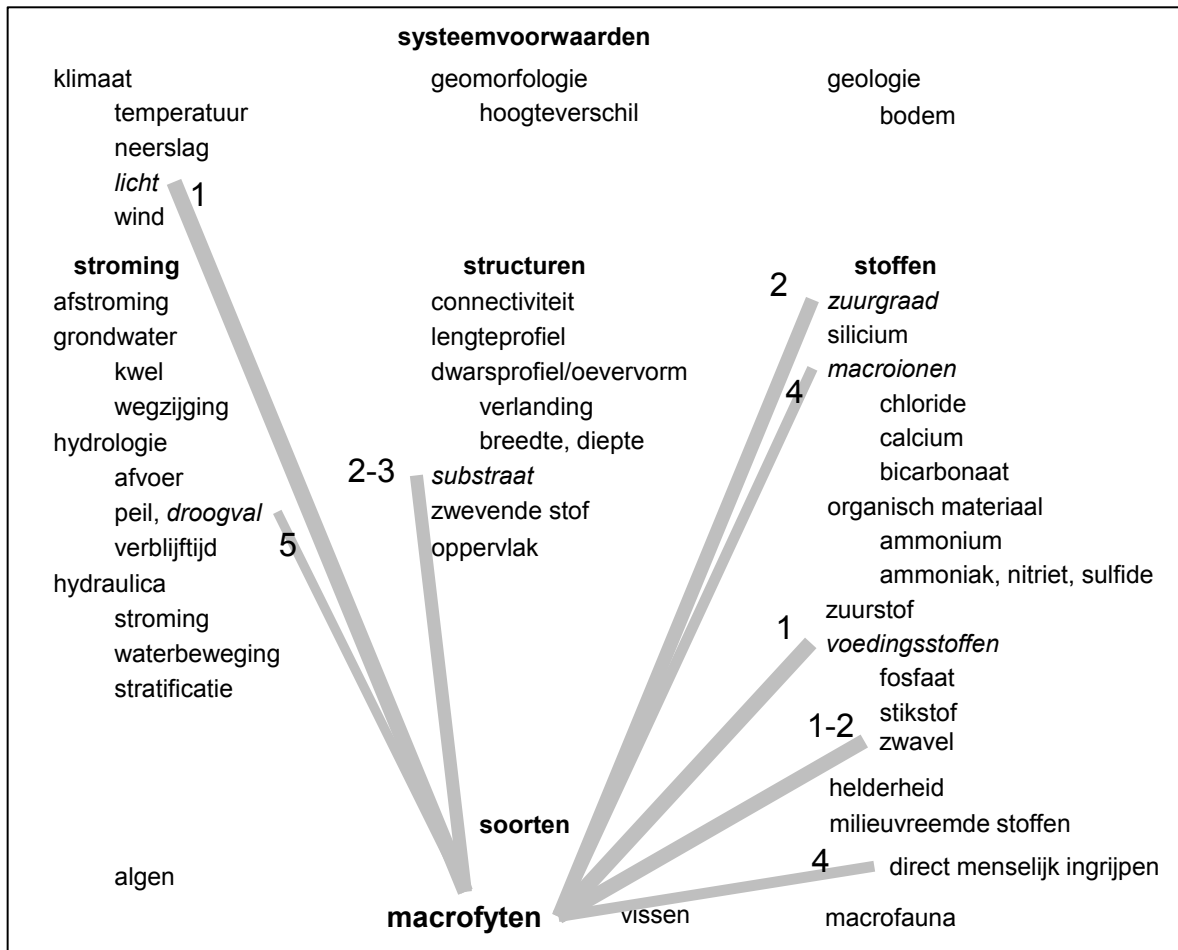 systeemvoorwaarden
klimaat
temperatuur
neerslag
licht
wind
geomorfologie
hoogteverschil
geologie
bodem
1
stroming
afstroming
grondwater
kwel
wegzijging
hydrologie
afvoer
peil, droogval
verblijftijd
hydraulica
stroming
waterbeweging
stratificatie
5
structuren
connectiviteit
lengteprofiel
dwarsprofiel/oevervorm
verlanding
breedte, diepte
2-3
substraat
zwevende stof
oppervlak
stoffen
2
zuurgraad
silicium
macroionen
4
chloride
calcium
bicarbonaat
organisch materiaal
ammonium
ammoniak, nitriet, sulfide
zuurstof
1
voedingsstoffen
fosfaat
stikstof
1-2
zwavel
helderheid
milieuvreemde stoffen
4
direct menselijk ingrijpen
soorten
algen
macrofyten
vissen
macrofauna